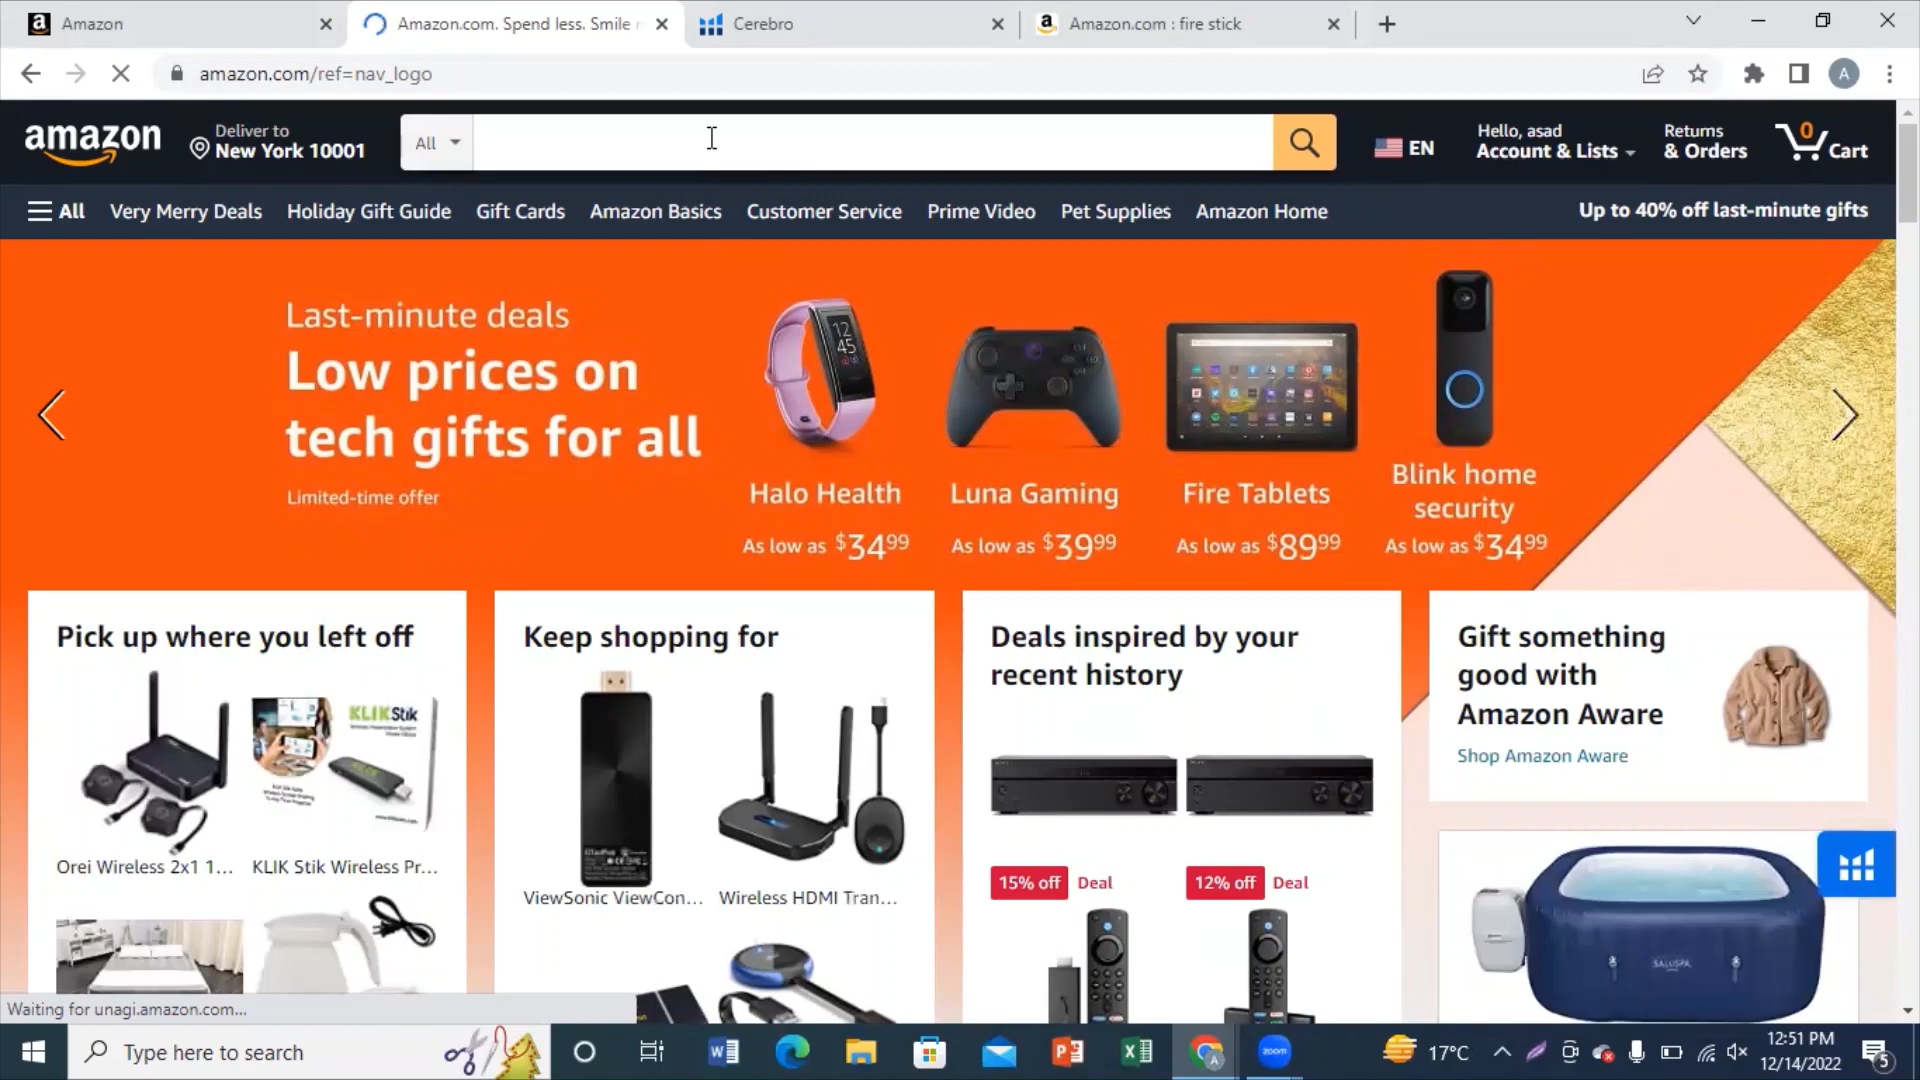 Amazon
Amazon.com. Spend less. Smile
Cerebro
Amazon.com : fire stick
amazon.com/ref=nav_logo
A
amazon
Deliver to
New York 10001
All
EN
Hello, asad
Account & Lists
Returns
& Orders
0
Cart
All
Very Merry Deals
Holiday Gift Guide
Gift Cards
Amazon Basics
Customer Service
Prime Video
Pet Supplies
Amazon Home
Up to 40% off last-minute gifts
Last-minute deals
Low prices on
tech gifts for all
Limited-time offer
12
45
Halo Health
As low as $34.99
Luna Gaming
As low as $39.99
Fire Tablets
As low as $89.99
Blink home
security
As low as $34.99
Pick up where you left off
KLIKStik
Orei Wireless 2x1 1...
KLIK Stik Wireless Pr...
Keep shopping for
ViewSonic ViewCon...
Wireless HDMI Tran...
Deals inspired by your
recent history
15% off Deal
12% off Deal
Gift something
good with
Amazon Aware
Shop Amazon Aware
SALUSPA
Waiting for unagi.amazon.com...
Type here to search
zoom
17°C
12:51 PM
12/14/2022
5